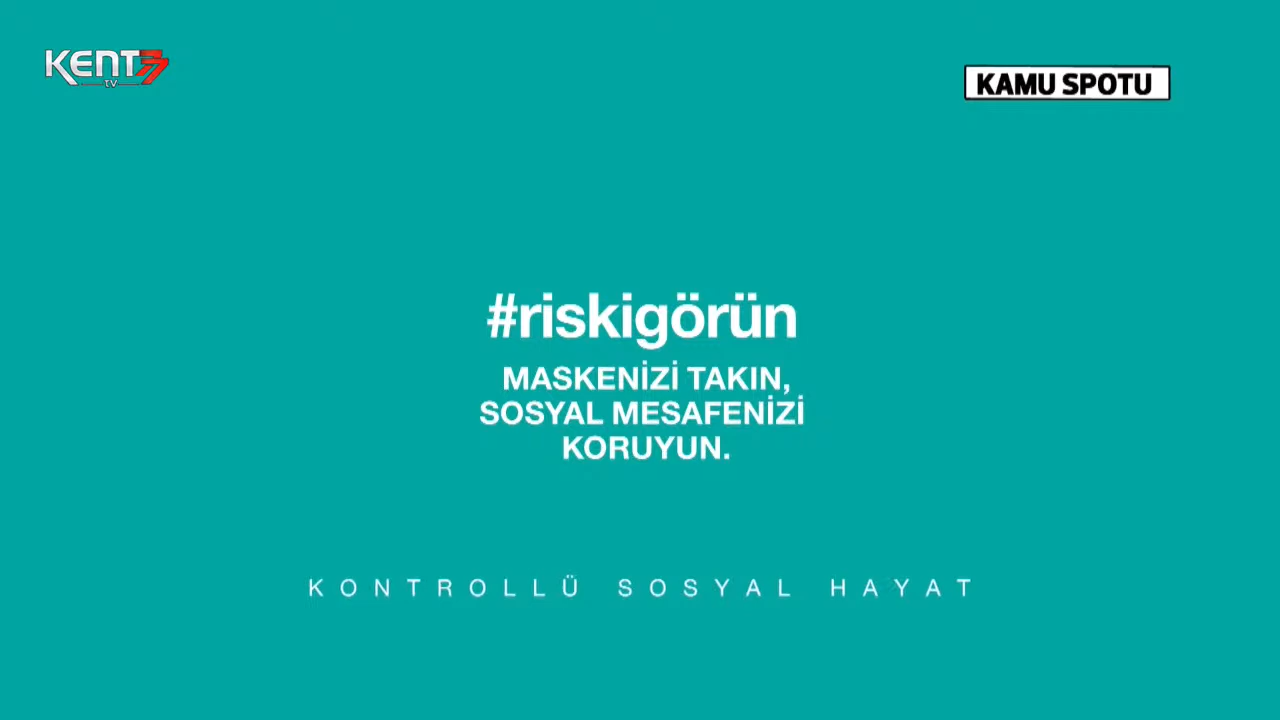 KENT
TV
KAMU SPOTU
#riskigörün
MASKENİZİ TAKIN,
SOSYAL MESAFENİZİ
KORUYUN.
KONTROLLÜ SOSYAL HAYAT